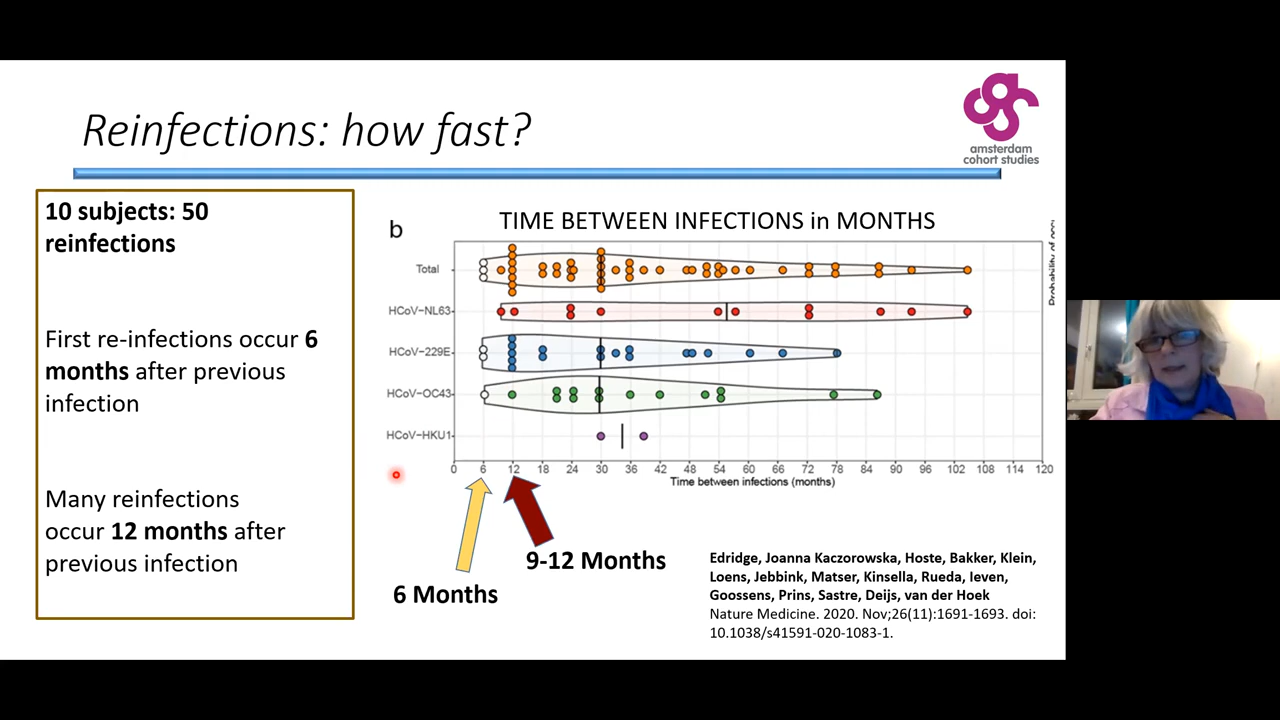 Reinfections: how fast?
amsterdam
cohort studies
10 subjects: 50
reinfections
First re-infections occur 6
months after previous
infection
Many reinfections
occur 12 months after
previous infection
b
TIME BETWEEN INFECTIONS in MONTHS
Total
HCoV-NL63
HCoV-229E
HCoV-OC43
HCoV-HKU1
0 6 12 18 24 30 36 42 48 54 60 66 72 78 84 90 96 102 108 114 120
Time between infections (months)
Probability of
6 Months
9-12 Months
Edridge, Joanna Kaczorowska, Hoste, Bakker, Klein,
Loens, Jebbink, Matser, Kinsella, Rueda, Ieven,
Goossens, Prins, Sastre, Deijs, van der Hoek
Nature Medicine. 2020. Nov;26(11):1691-1693. doi:
10.1038/s41591-020-1083-1.